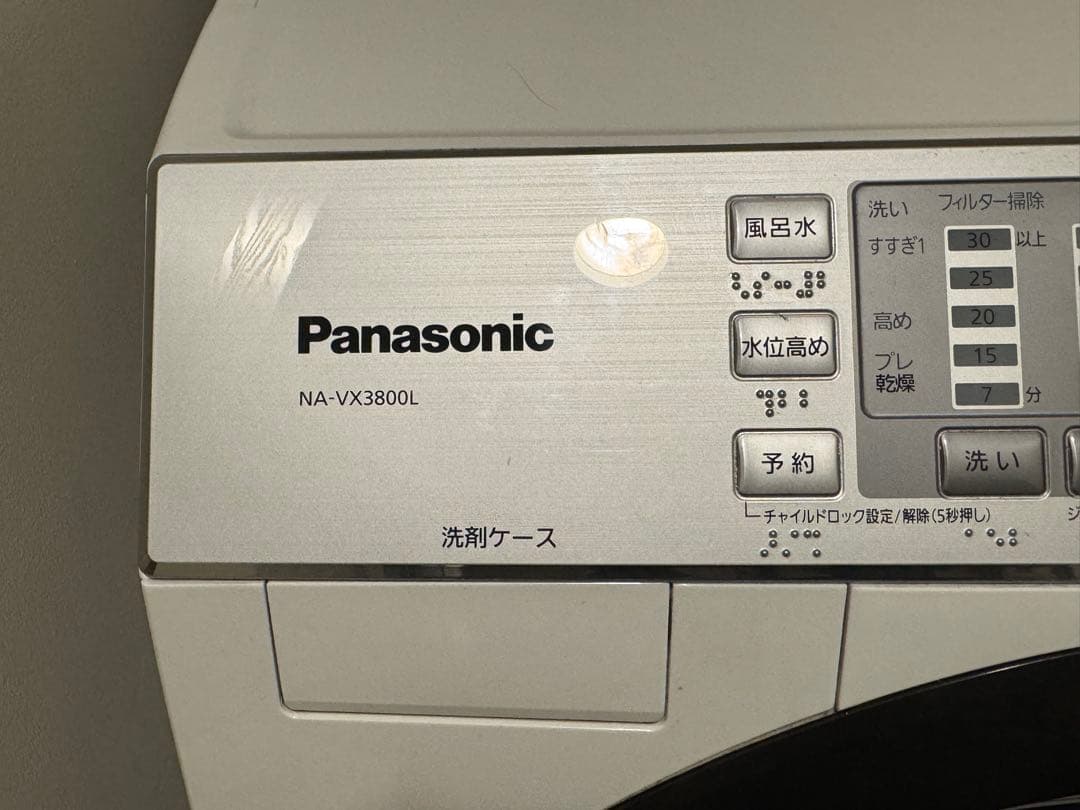 Panasonic
NA-VX3800L
洗剤ケース
風呂水
水位高め
予約
チャイルドロック設定/解除(5秒押し)
洗い
すすぎ1
高め
プレ
乾燥
フィルター掃除
30 以上
25
20
15
7 分
洗い